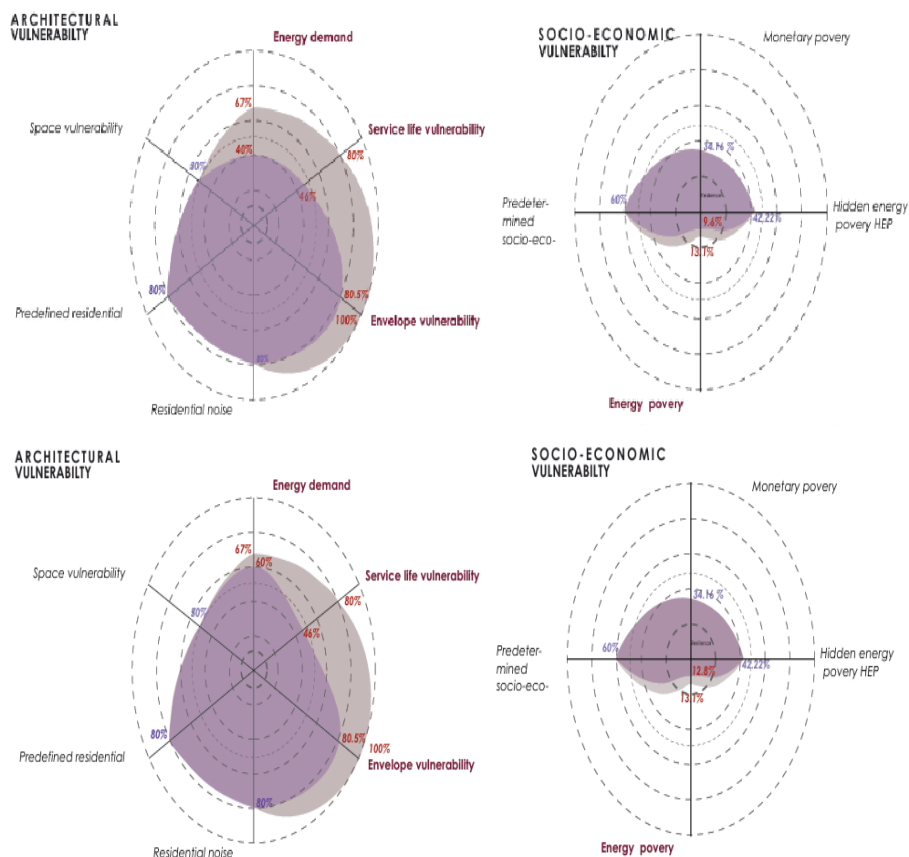 ARCHITECTURAL
VULNERABILTY
Energy demand
67%
Space vulnerability
Service life vulnerability
40%
80%
80%
46%
80%
80.5%
Predefined residential
100%
Envelope vulnerability
80%
Residential noise
SOCIO-ECONOMIC
VULNERABILTY
Monetary povery
34.16 %
60%
Predeter-
mined
socio-eco-
Hidden energy
povery HEP
42.22%
9.6%
13.1%
Energy povery
ARCHITECTURAL
VULNERABILTY
Energy demand
67%
60%
Space vulnerability
Service life vulnerability
80%
80%
46%
80%
80.5%
100%
Predefined residential
Envelope vulnerability
80%
Residential noise
SOCIO-ECONOMIC
VULNERABILTY
Monetary povery
34.16 %
60%
Predeter-
mined
socio-eco-
Hidden energy
povery HEP
42.22%
12.8%
13.1%
Energy povery